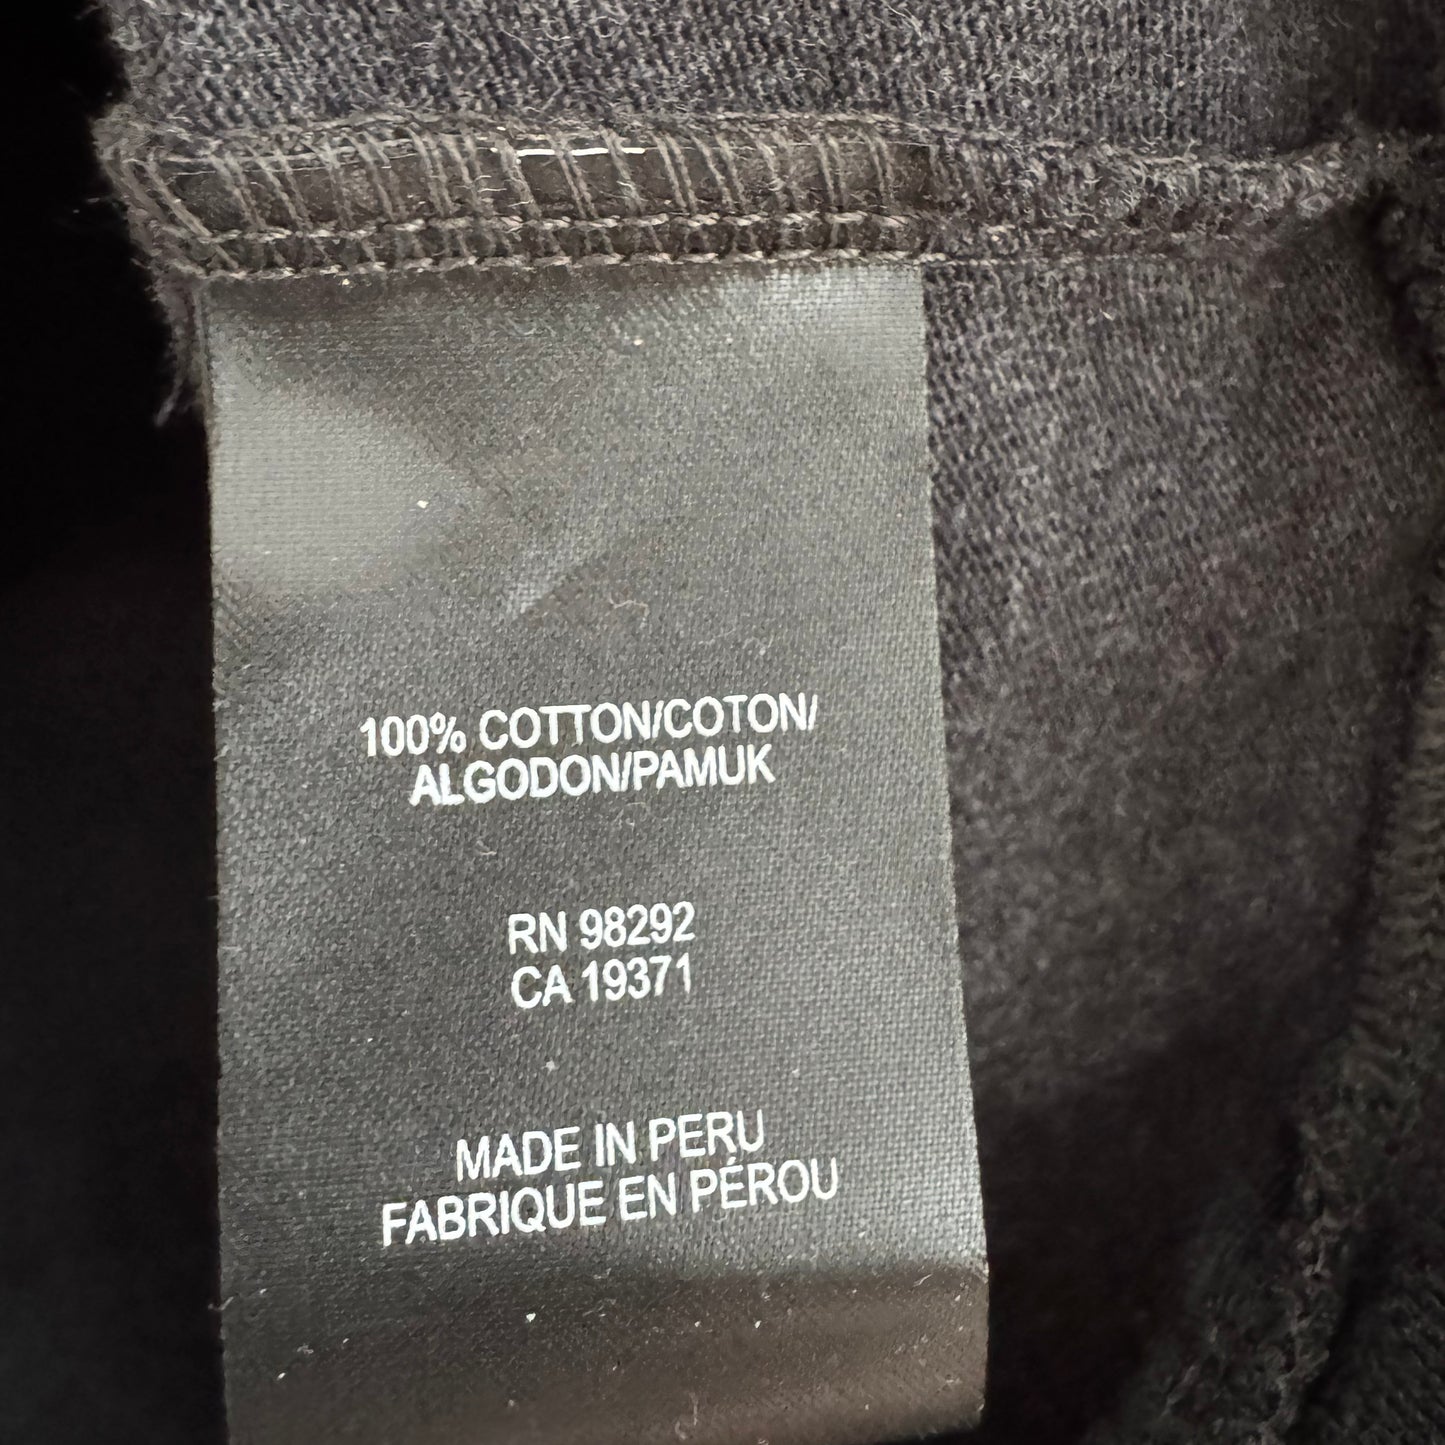 100% COTTON/COTON/
ALGODON/PAMUK
RN 98292
CA 19371
MADE IN PERU
FABRIQUE EN PÉROU